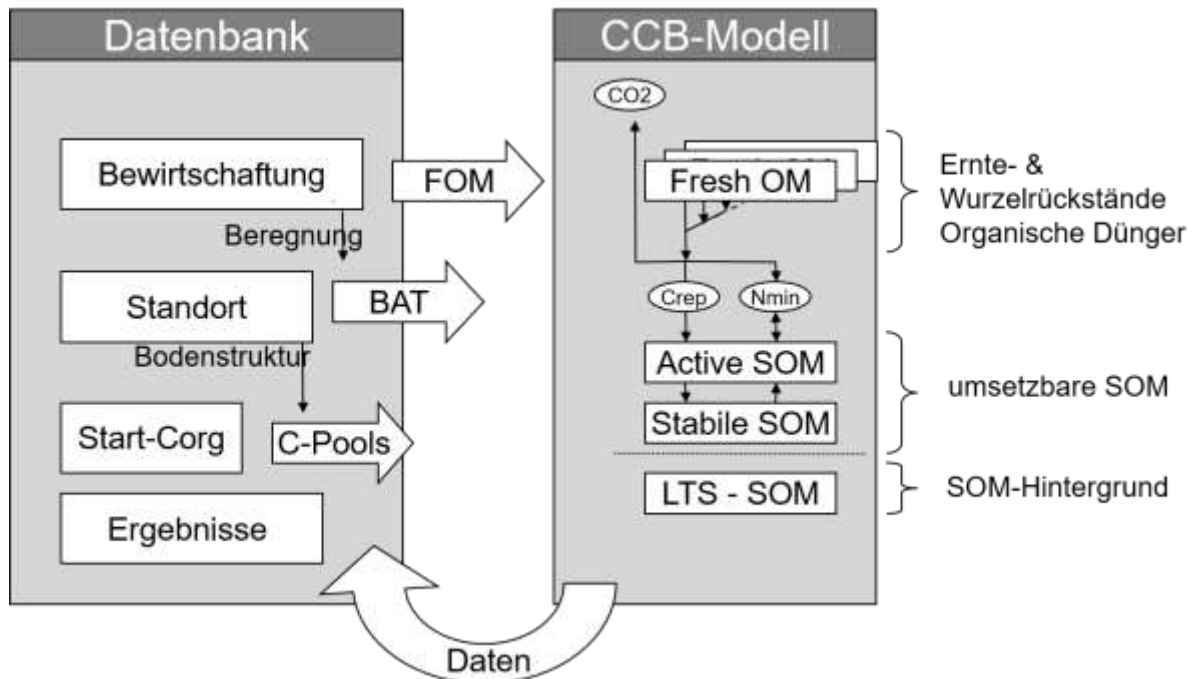 Datenbank
Bewirtschaftung
Beregnung
Standort
Bodenstruktur
Start-Corg
Ergebnisse
FOM
BAT
C-Pools
CCB-Modell
CO2
Fresh OM
Crep
Nmin
Active SOM
Stabile SOM
LTS - SOM
Ernte- &
Wurzelrückstände
Organische Dünger
umsetzbare SOM
SOM-Hintergrund
Daten